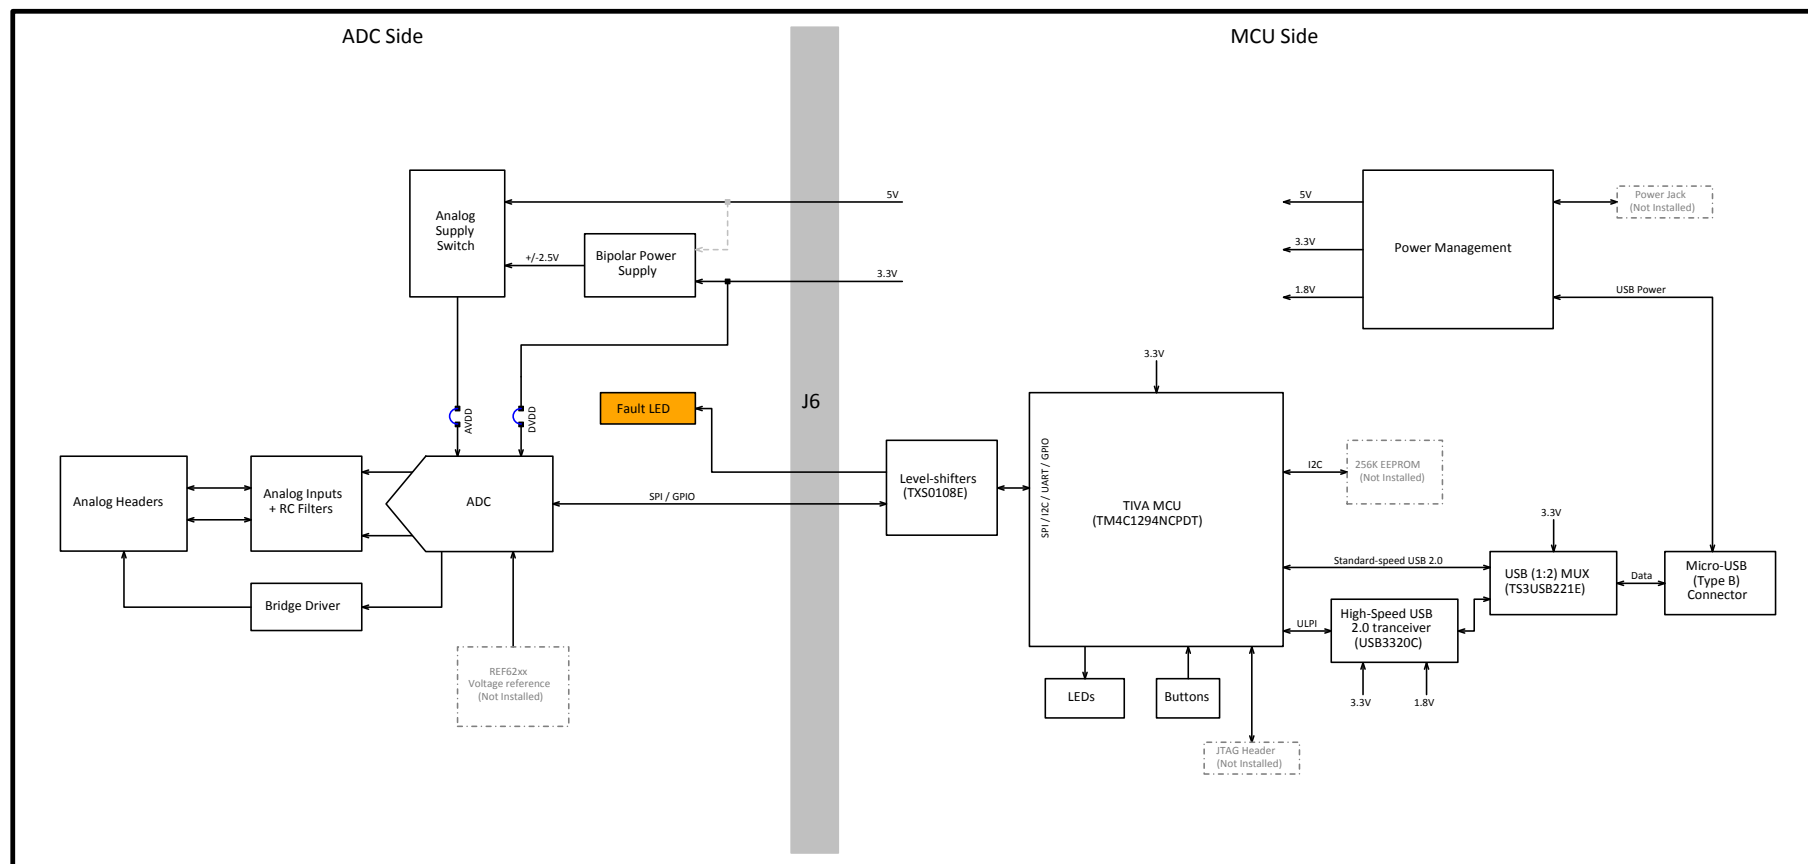 ADC Side
MCU Side
5V
Analog
Supply
Switch
+/-2.5V
Bipolar Power
Supply
3.3V
5V
3.3V
1.8V
Power Management
Power Jack
(Not Installed)
USB Power
3.3V
AVDD
DVDD
Fault LED
J6
Analog Headers
Analog Inputs
+ RC Filters
ADC
SPI / GPIO
Level-shifters
(TXS0108E)
SPI / I2C / UART / GPIO
TIVA MCU
(TM4C1294NCPDT)
I2C
256K EEPROM
(Not Installed)
3.3V
Standard-speed USB 2.0
USB (1:2) MUX
(TS3USB221E)
Data
Micro-USB
(Type B)
Connector
Bridge Driver
ULPI
High-Speed USB
2.0 tranceiver
(USB3320C)
3.3V
1.8V
REF62xx
Voltage reference
(Not Installed)
LEDs
Buttons
JTAG Header
(Not Installed)